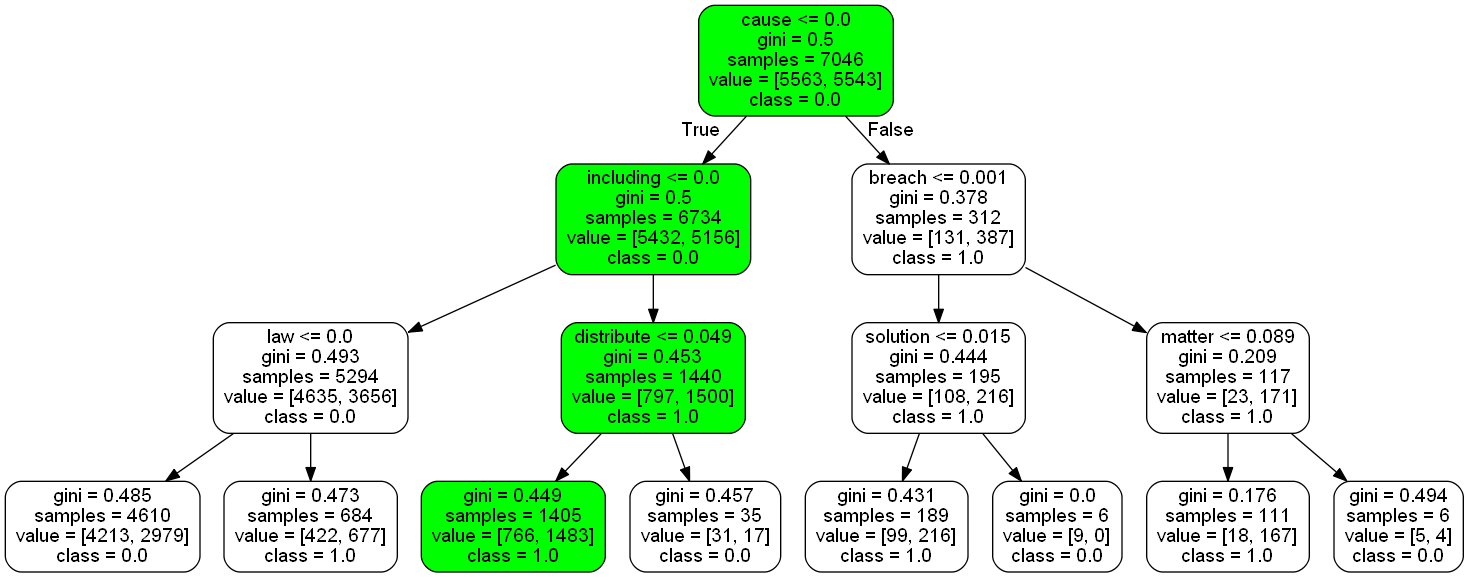 cause <= 0.0
gini = 0.5
samples = 7046
value = [5563, 5543]
class = 0.0
True
False
including <= 0.0
gini = 0.5
samples = 6734
value = [5432, 5156]
class = 0.0
breach <= 0.001
gini = 0.378
samples = 312
value = [131, 387]
class = 1.0
law <= 0.0
gini = 0.493
samples = 5294
value = [4635, 3656]
class = 0.0
distribute <= 0.049
gini = 0.453
samples = 1440
value = [797, 1500]
class = 1.0
solution <= 0.015
gini = 0.444
samples = 195
value = [108, 216]
class = 1.0
matter <= 0.089
gini = 0.209
samples = 117
value = [23, 171]
class = 1.0
gini = 0.485
samples = 4610
value = [4213, 2979]
class = 0.0
gini = 0.473
samples = 684
value = [422, 677]
class = 1.0
gini = 0.449
samples = 1405
value = [766, 1483]
class = 1.0
gini = 0.457
samples = 35
value = [31, 17]
class = 0.0
gini = 0.431
samples = 189
value = [99, 216]
class = 1.0
gini = 0.0
samples = 6
value = [9, 0]
class = 0.0
gini = 0.176
samples = 111
value = [18, 167]
class = 1.0
gini = 0.494
samples = 6
value = [5, 4]
class = 0.0